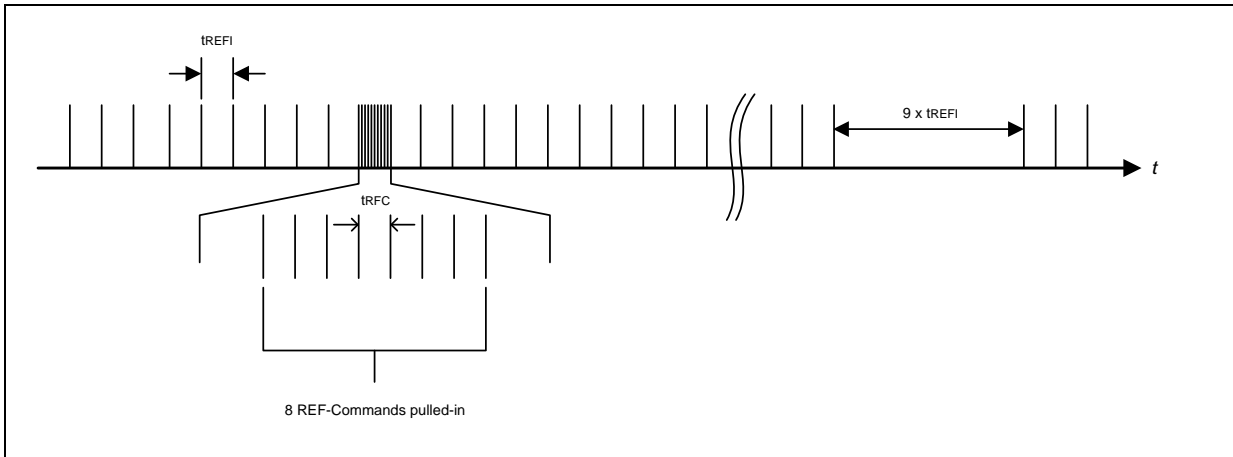 tREFI
9 x tREFI
t
tRFC
8 REF-Commands pulled-in